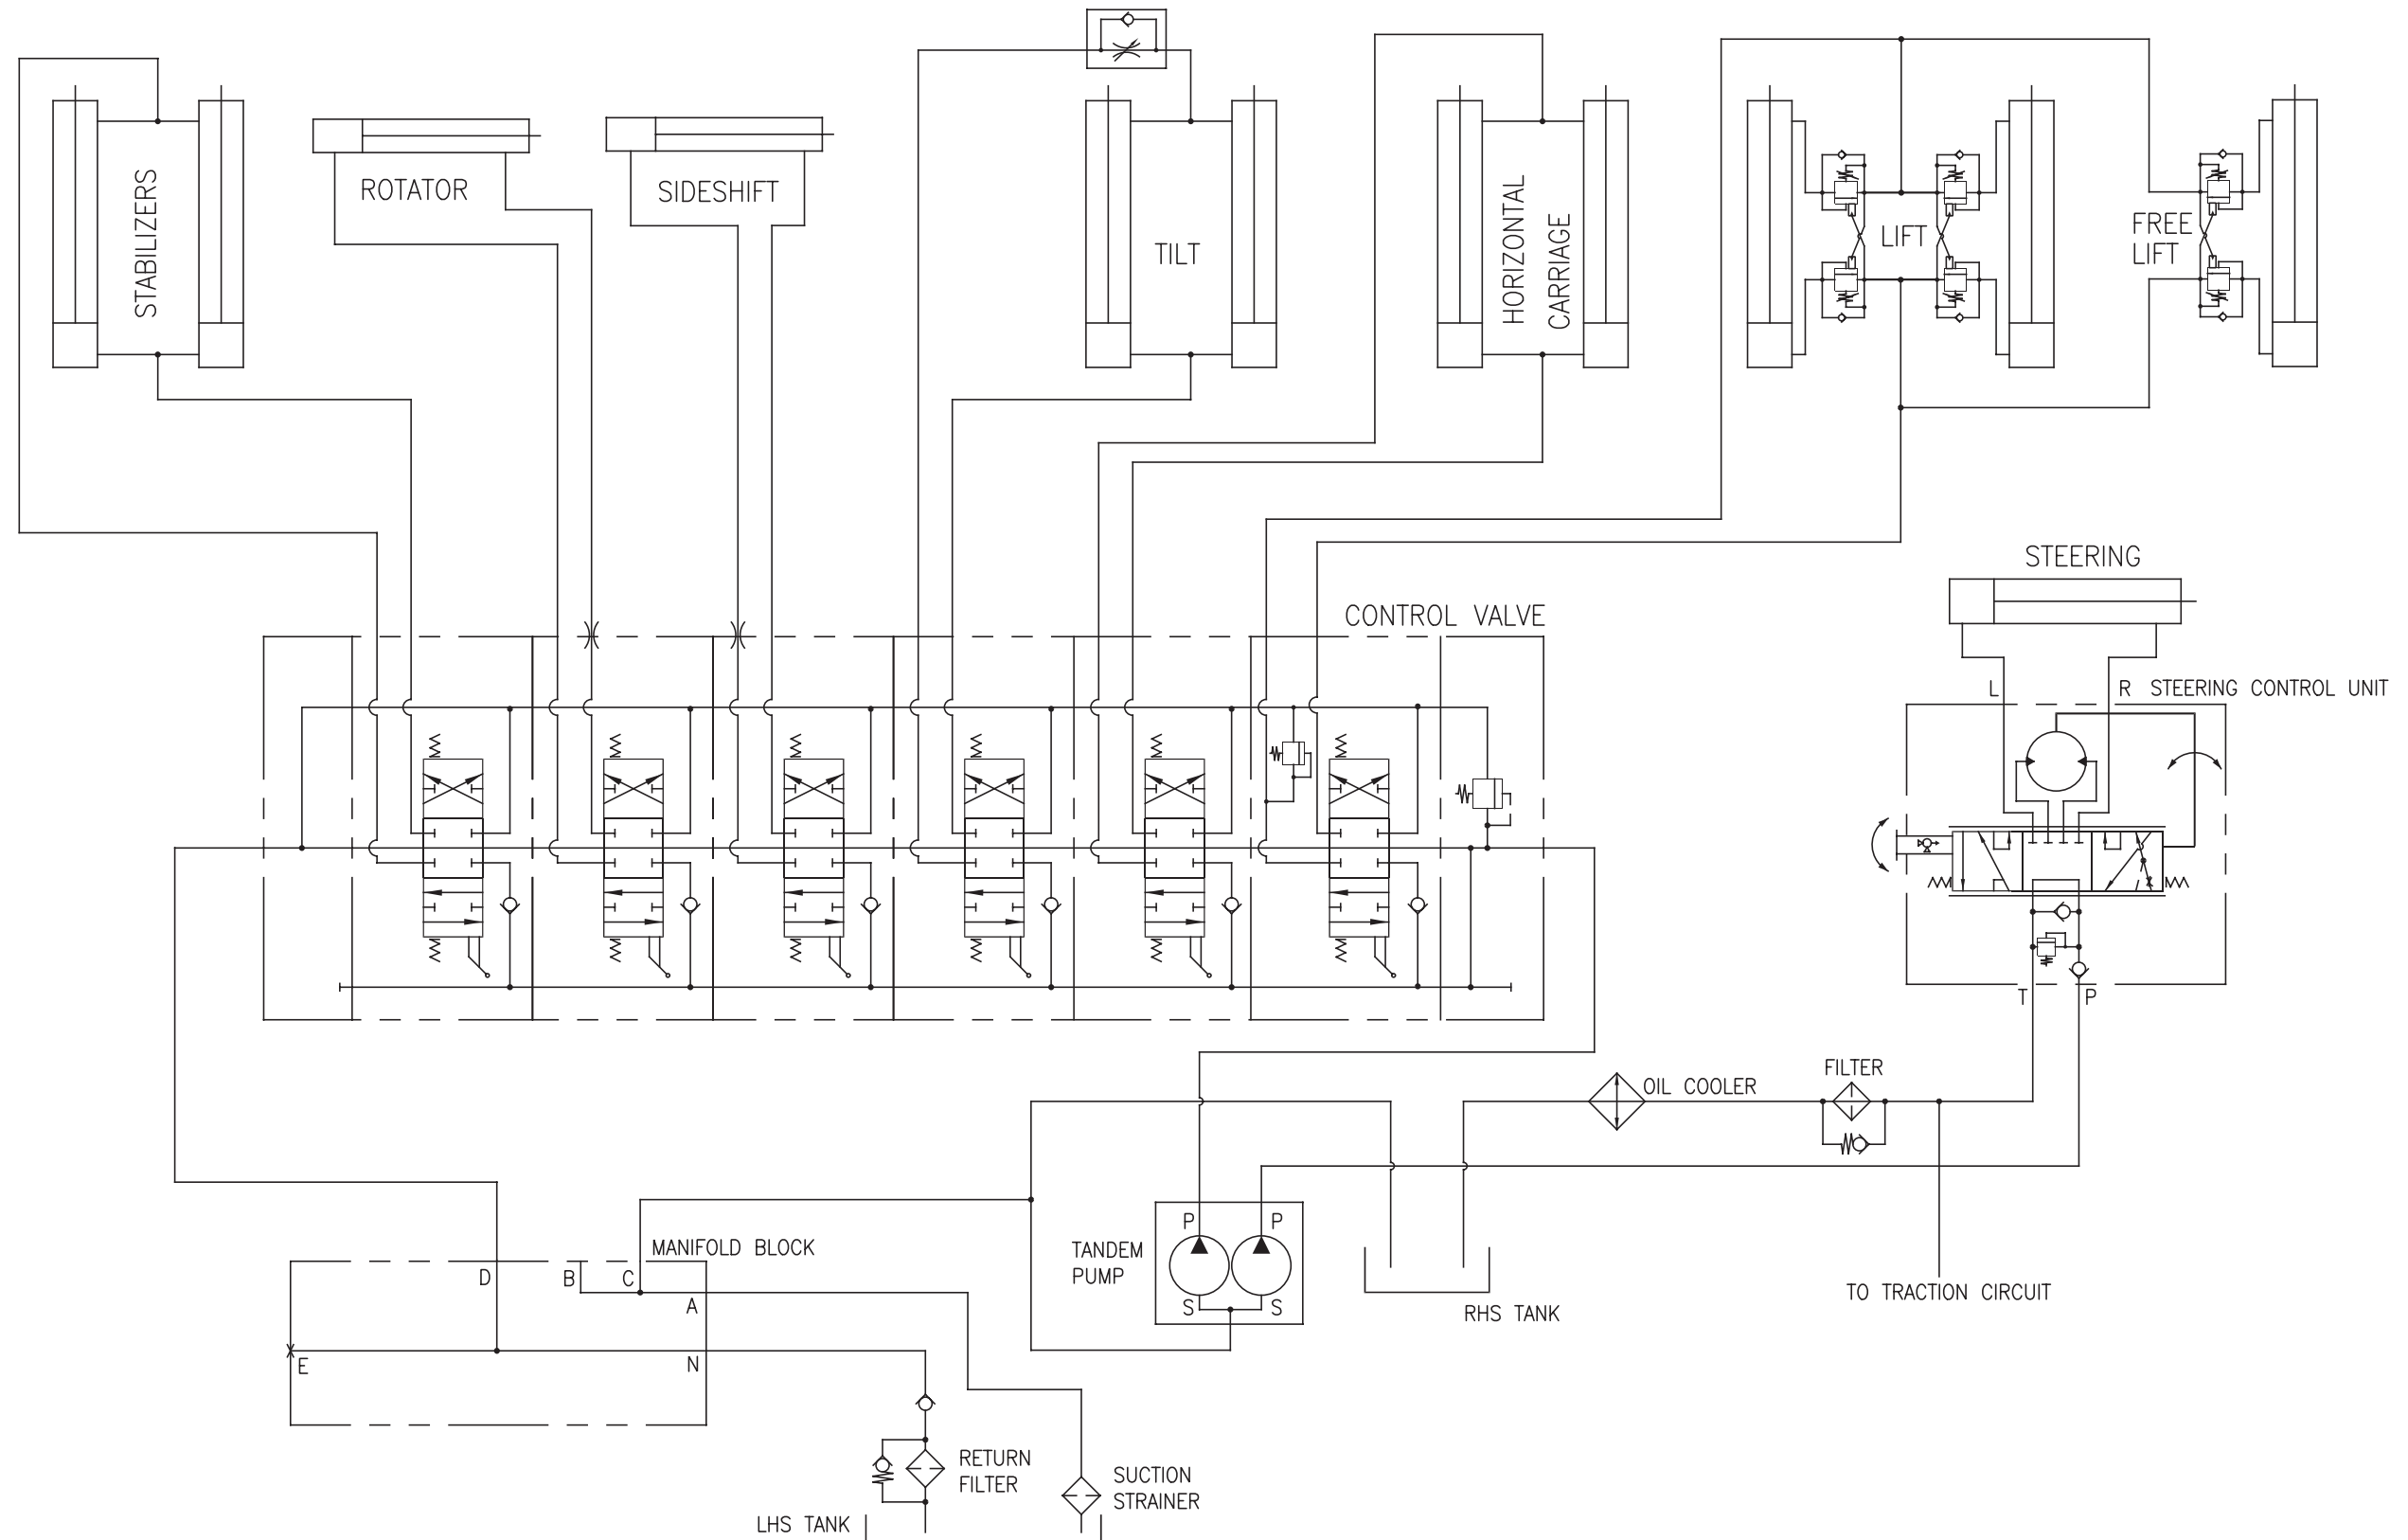 STABILIZERS
ROTATOR
SIDESHIFT
TILT
HORIZONTAL
CARRIAGE
LIFT
FREE
LIFT
STEERING
CONTROL VALVE
L
R
STEERING CONTROL UNIT
T
P
FILTER
OIL COOLER
MANIFOLD BLOCK
D
B
C
A
E
N
TANDEM
PUMP
P
P
S
S
RHS TANK
TO TRACTION CIRCUIT
RETURN
FILTER
SUCTION
STRAINER
LHS TANK